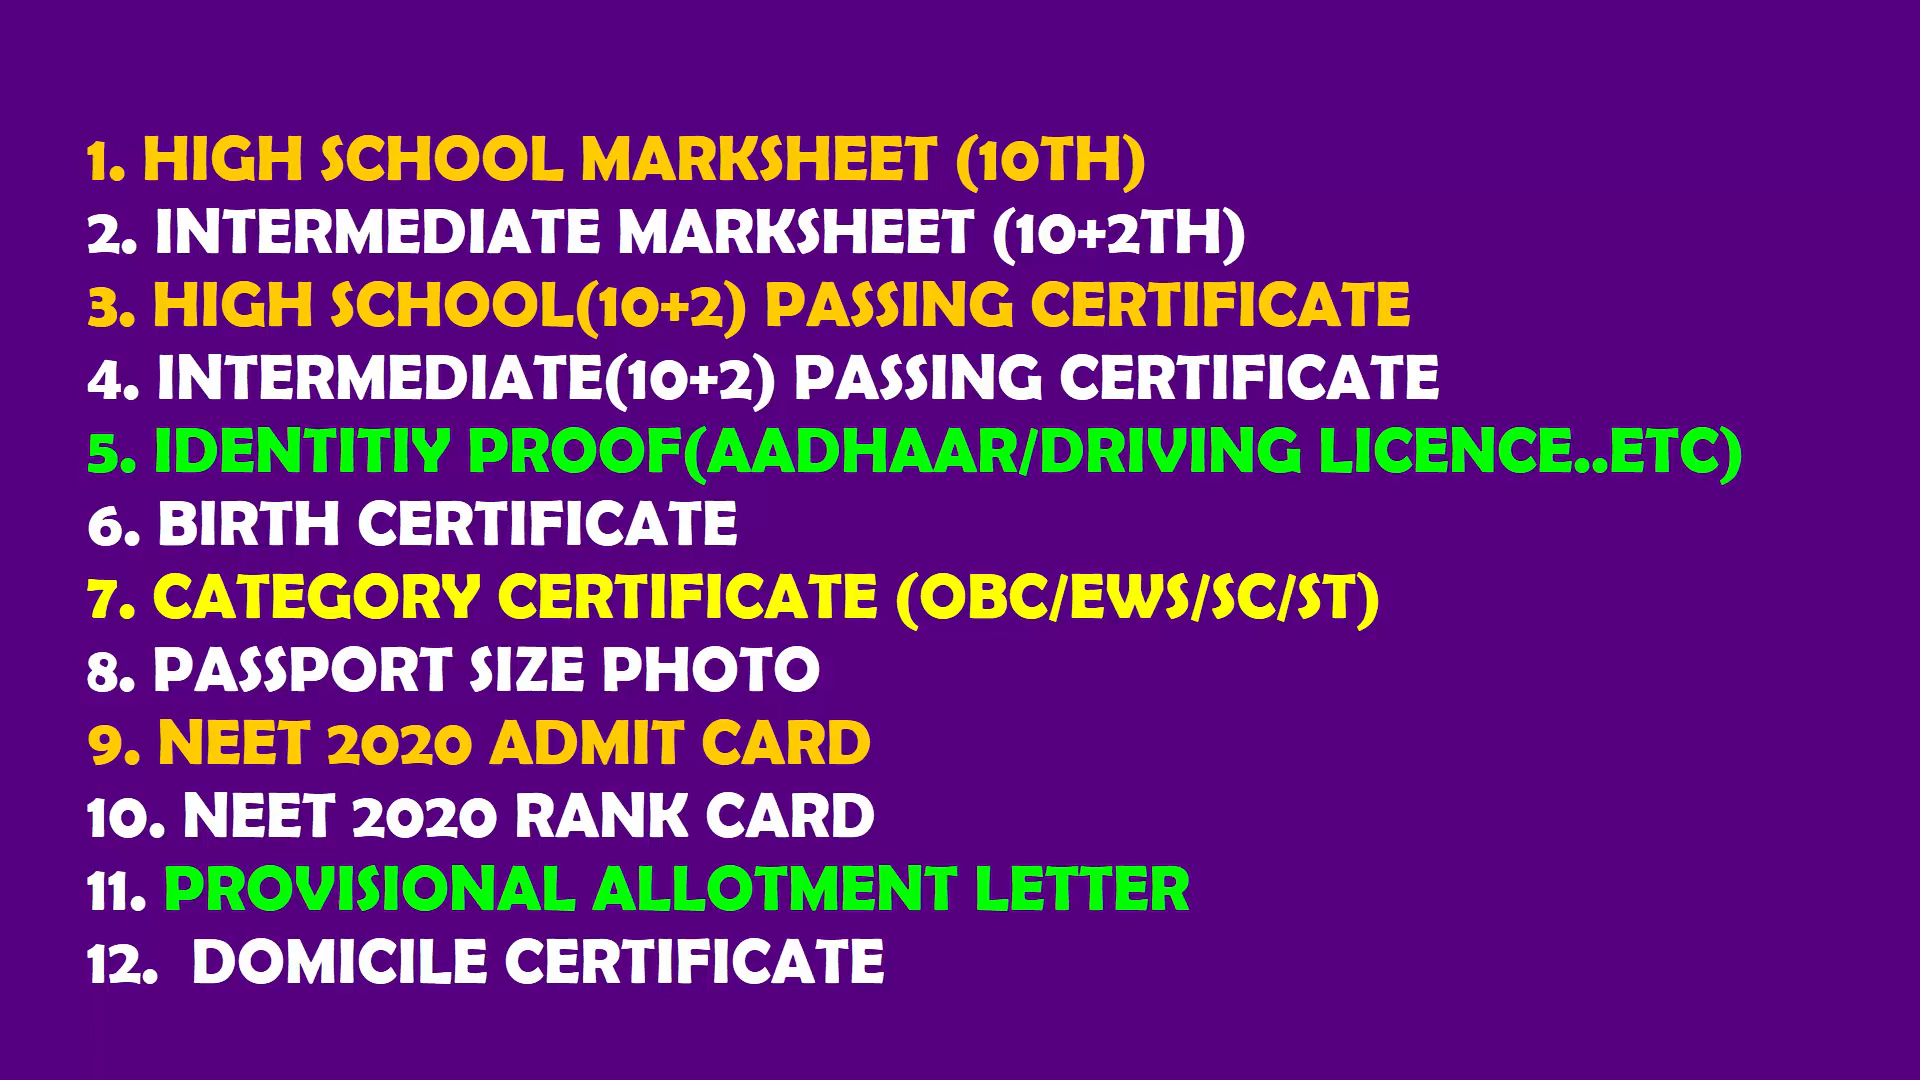 1. HIGH SCHOOL MARKSHEET (10TH)
2. INTERMEDIATE MARKSHEET (10+2TH)
3. HIGH SCHOOL(10+2) PASSING CERTIFICATE
4. INTERMEDIATE(10+2) PASSING CERTIFICATE
5. IDENTITIY PROOF(AADHAAR/DRIVING LICENCE..ETC)
6. BIRTH CERTIFICATE
7. CATEGORY CERTIFICATE (OBC/EWS/SC/ST)
8. PASSPORT SIZE PHOTO
9. NEET 2020 ADMIT CARD
10. NEET 2020 RANK CARD
11. PROVISIONAL ALLOTMENT LETTER
12. DOMICILE CERTIFICATE